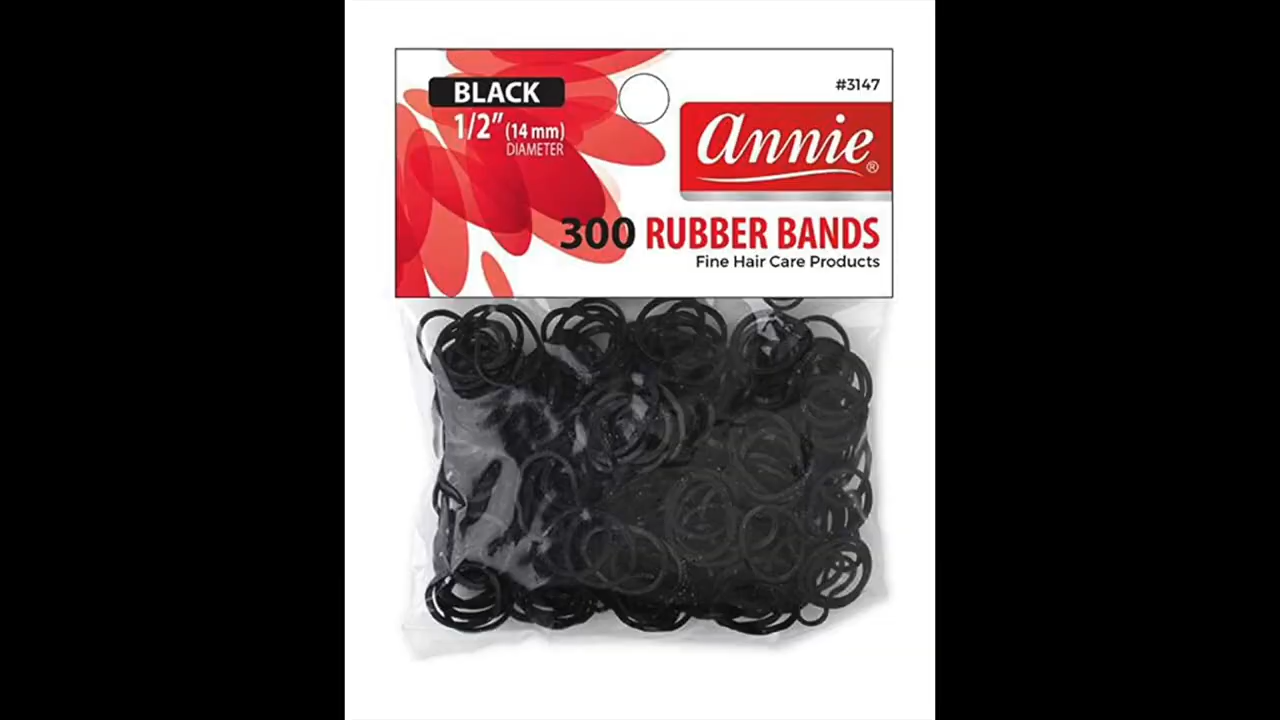 BLACK
1/2" (14 mm)
DIAMETER
#3147
annie®
300 RUBBER BANDS
Fine Hair Care Products